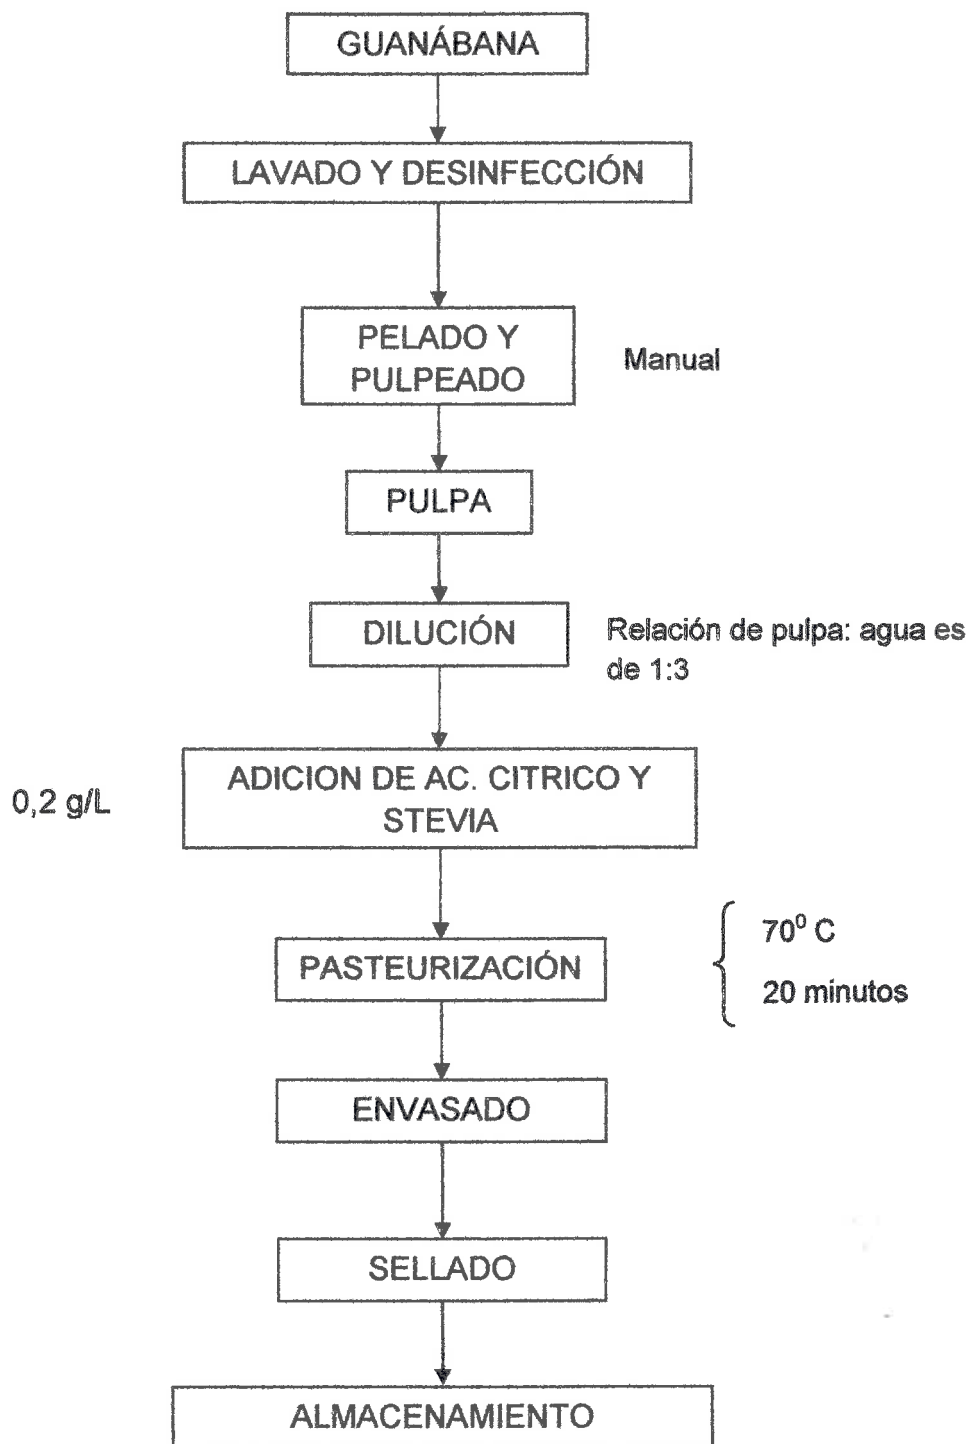 GUANÁBANA
LAVADO Y DESINFECCIÓN
PELADO Y
PULPEADO
Manual
PULPA
DILUCIÓN
Relación de pulpa: agua es
de 1:3
0,2 g/L
ADICION DE AC. CITRICO Y
STEVIA
PASTEURIZACIÓN
70⁰ C
20 minutos
ENVASADO
SELLADO
ALMACENAMIENTO